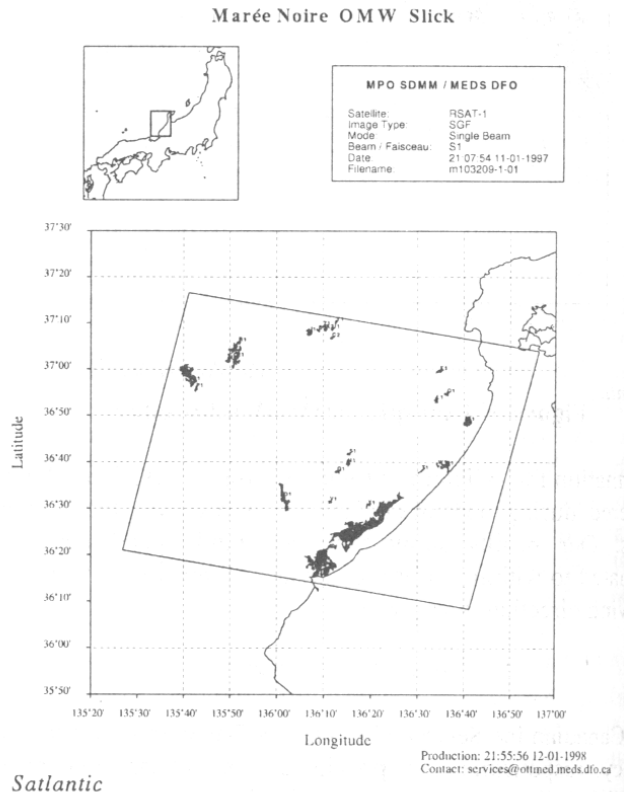 Marée Noire OMW Slick
MPO SDMM / MEDS DFO
Satellite: RSAT-1
Image Type: SGF
Mode: Single Beam
Beam / Faisceau: S1
Date: 21 07:54 11-01-1997
Filename: m103209-1-01
37°30'
37°20'
37°10'
37°00'
36°50'
36°40'
36°30'
36°20'
36°10'
36°00'
35°50'
Latitude
135°20' 135°30' 135°50' 136°00' 136°10' 136°20' 136°30' 136°40' 136°50' 137°00'
Longitude
Production: 21:55:56 12-01-1998
Contact: services@ottmed.meds.dfo.ca
Satlantic